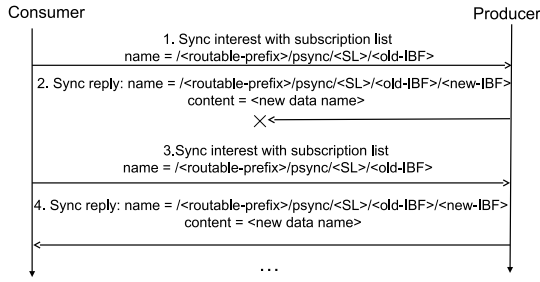 Consumer
Producer
1. Sync interest with subscription list
name = /<routable-prefix>/psync/<SL>/<old-IBF>
2. Sync reply: name = /<routable-prefix>/psync/<SL>/<old-IBF>/<new-IBF>
content = <new data name>
3.Sync interest with subscription list
name = /<routable-prefix>/psync/<SL>/<old-IBF>
4. Sync reply: name = /<routable-prefix>/psync/<SL>/<old-IBF>/<new-IBF>
content = <new data name>
...